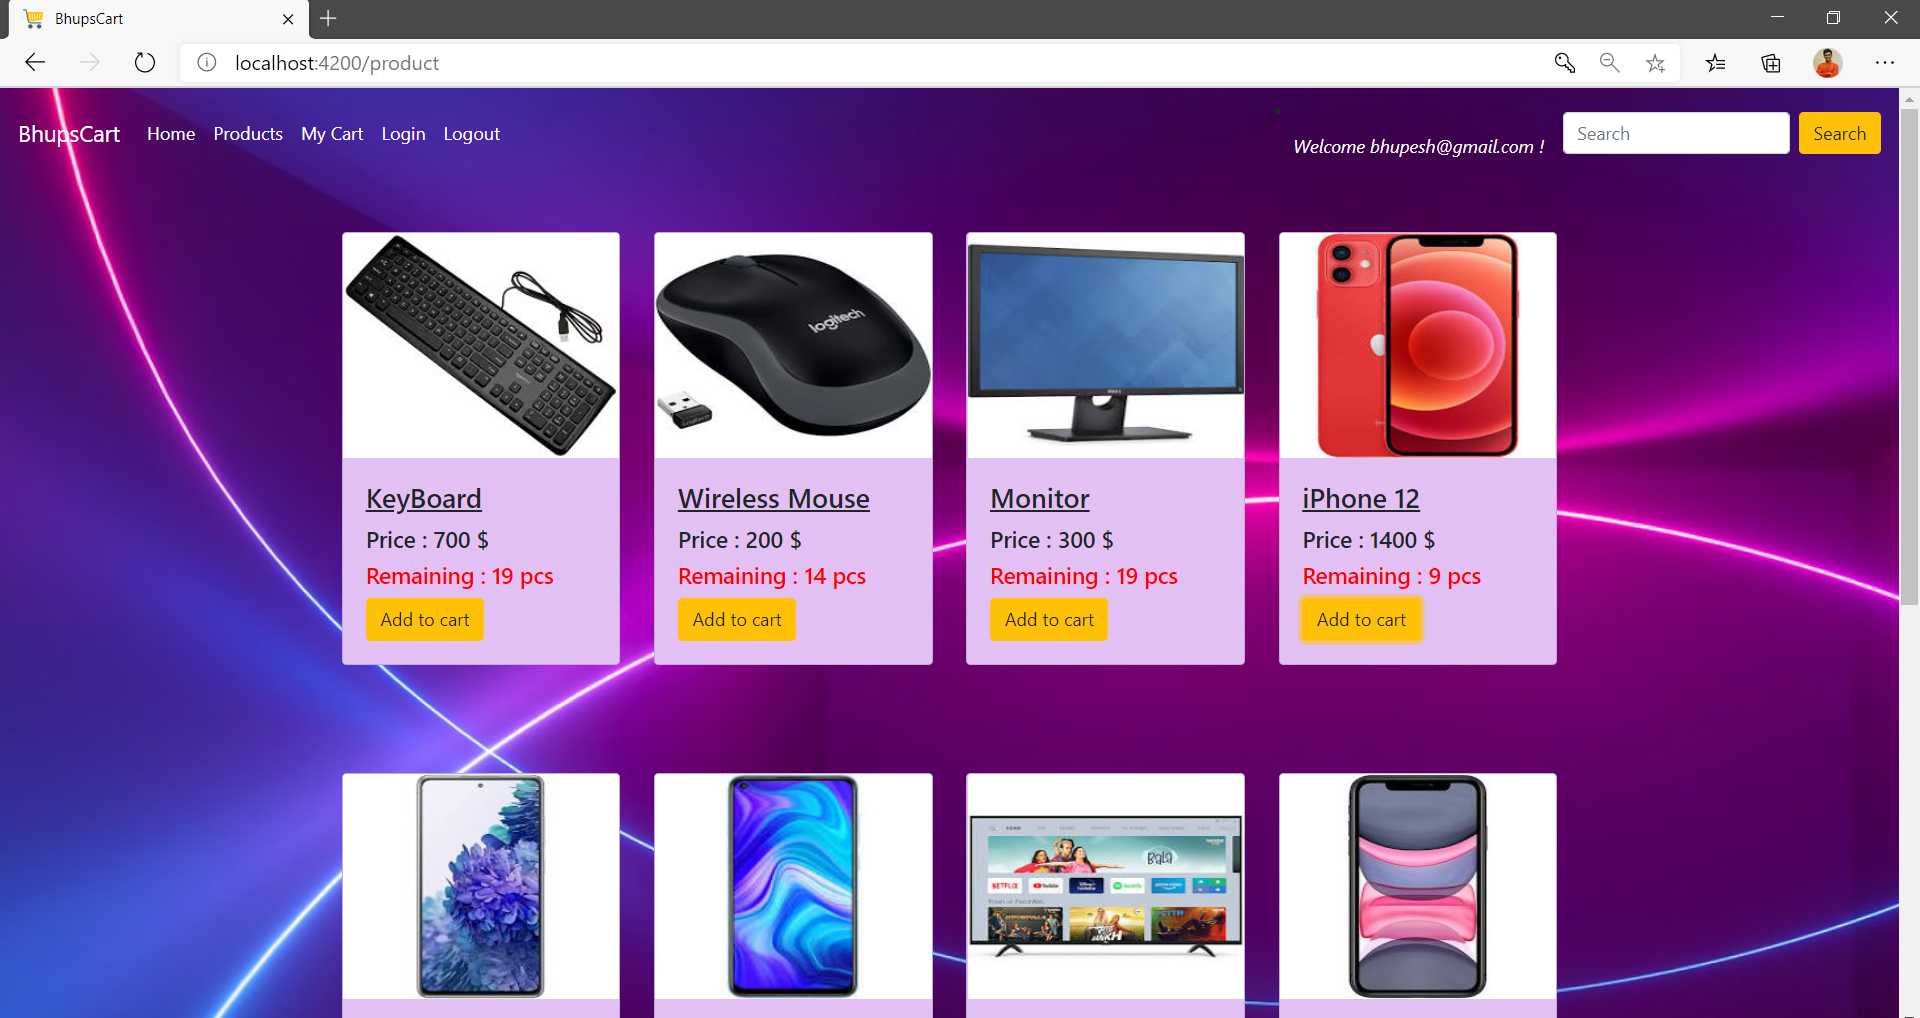 BhupsCart
localhost:4200/product
BhupsCart Home Products My Cart Login Logout
Welcome bhupesh@gmail.com !
Search Search
logitech
KeyBoard
Price : 700 $
Remaining : 19 pcs
Add to cart
Wireless Mouse
Price : 200 $
Remaining : 14 pcs
Add to cart
Monitor
Price : 300 $
Remaining : 19 pcs
Add to cart
iPhone 12
Price : 1400 $
Remaining : 9 pcs
Add to cart
Bala
NETFLIX YouTube Spotify